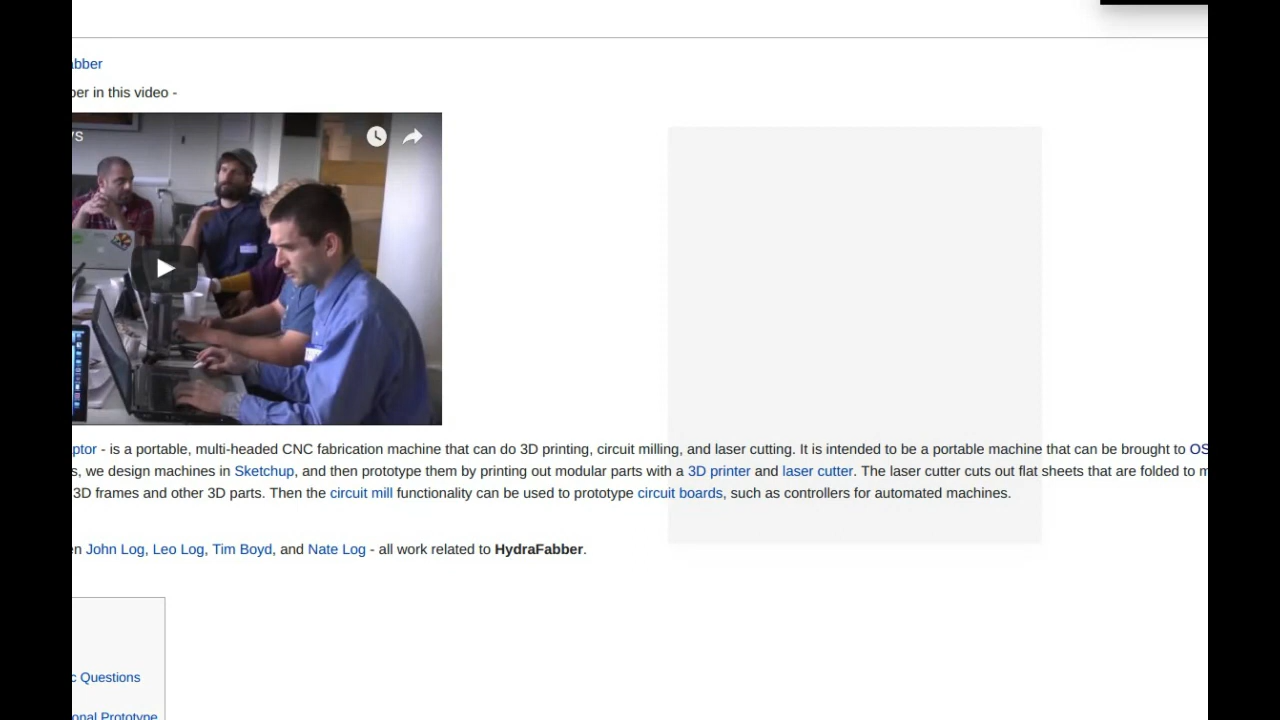 abber
ber in this video -
ws
ptor - is a portable, multi-headed CNC fabrication machine that can do 3D printing, circuit milling, and laser cutting. It is intended to be a portable machine that can be brought to OS
s, we design machines in Sketchup, and then prototype them by printing out modular parts with a 3D printer and laser cutter. The laser cutter cuts out flat sheets that are folded to m
3D frames and other 3D parts. Then the circuit mill functionality can be used to prototype circuit boards, such as controllers for automated machines.
en John Log, Leo Log, Tim Boyd, and Nate Log - all work related to HydraFabber.
c Questions
onal Prototype